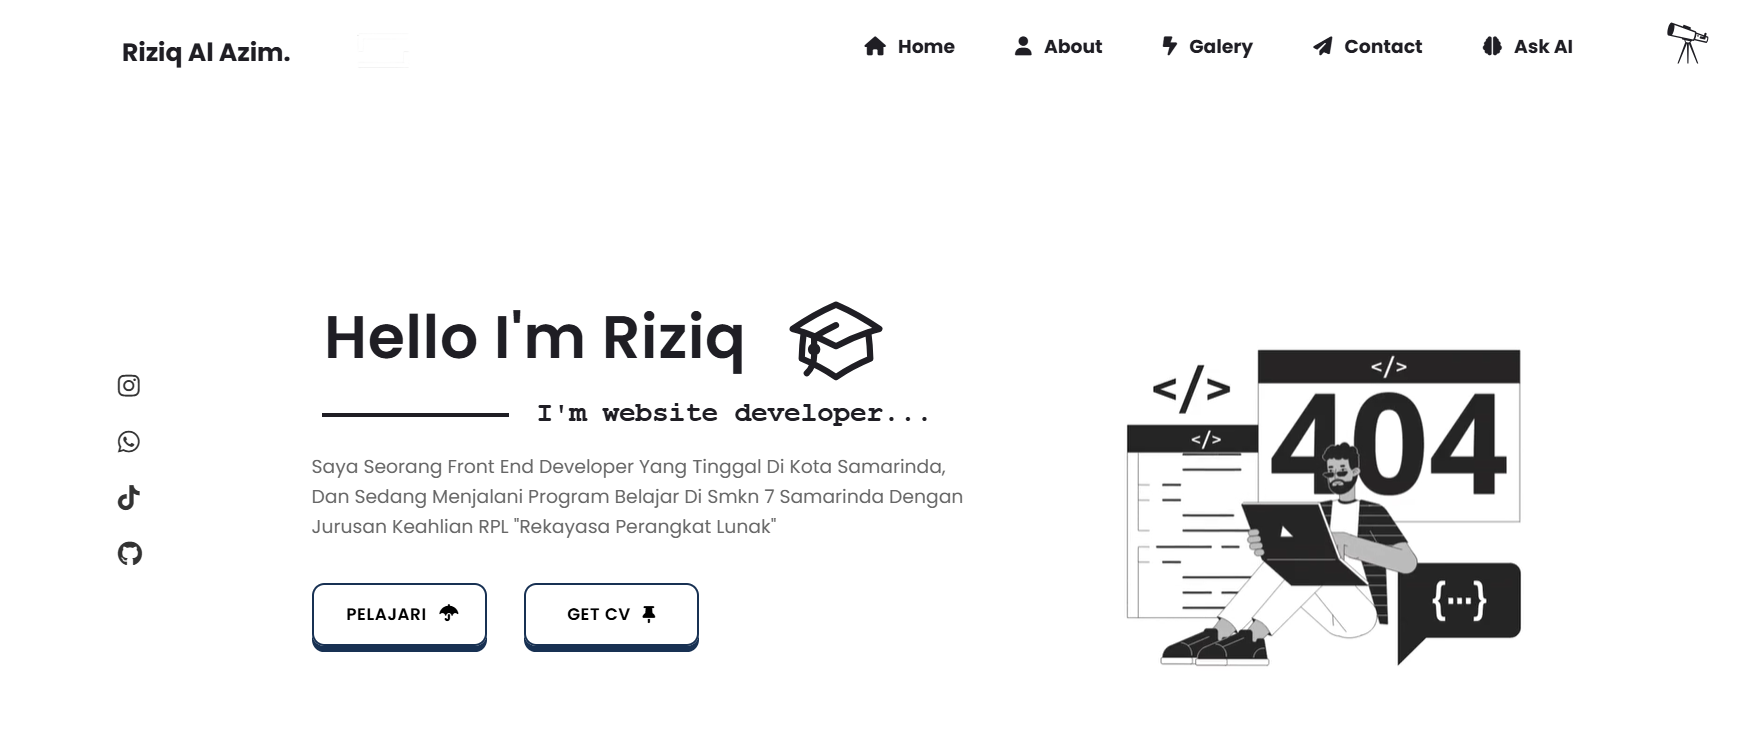 Riziq Al Azim.
Home
About
Galery
Contact
Ask AI
Hello I'm Riziq
I'm website developer...
Saya Seorang Front End Developer Yang Tinggal Di Kota Samarinda,
Dan Sedang Menjalani Program Belajar Di Smkn 7 Samarinda Dengan
Jurusan Keahlian RPL "Rekayasa Perangkat Lunak"
PELAJARI
GET CV
</>
</>
404
</>
{...}